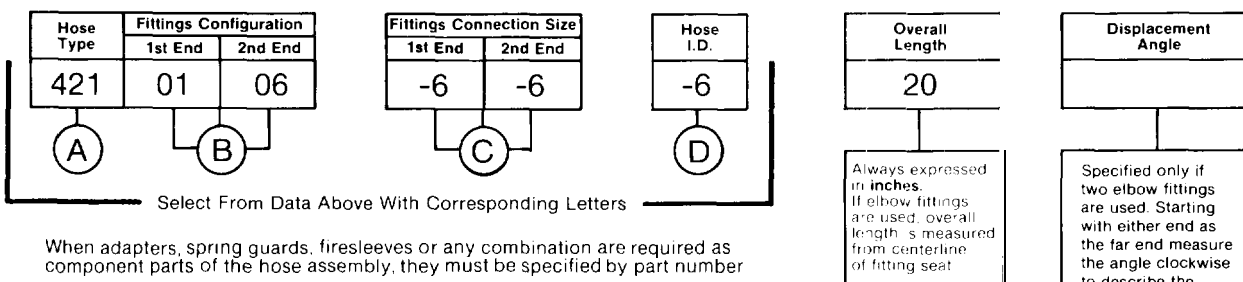 Hose Type
Fittings Configuration
1st End 2nd End
421 01 06
A B
Fittings Connection Size
1st End 2nd End
-6 -6
C
Hose I.D.
-6
D
Select From Data Above With Corresponding Letters
When adapters, spring guards, firesleeves or any combination are required as
component parts of the hose assembly, they must be specified by part number
Overall
Length
20
Always expressed
in inches.
If elbow fittings
are used, overall
length is measured
from centerline
of fitting seat
Displacement
Angle
Specified only if
two elbow fittings
are used. Starting
with either end as
the far end measure
the angle clockwise
to describe the